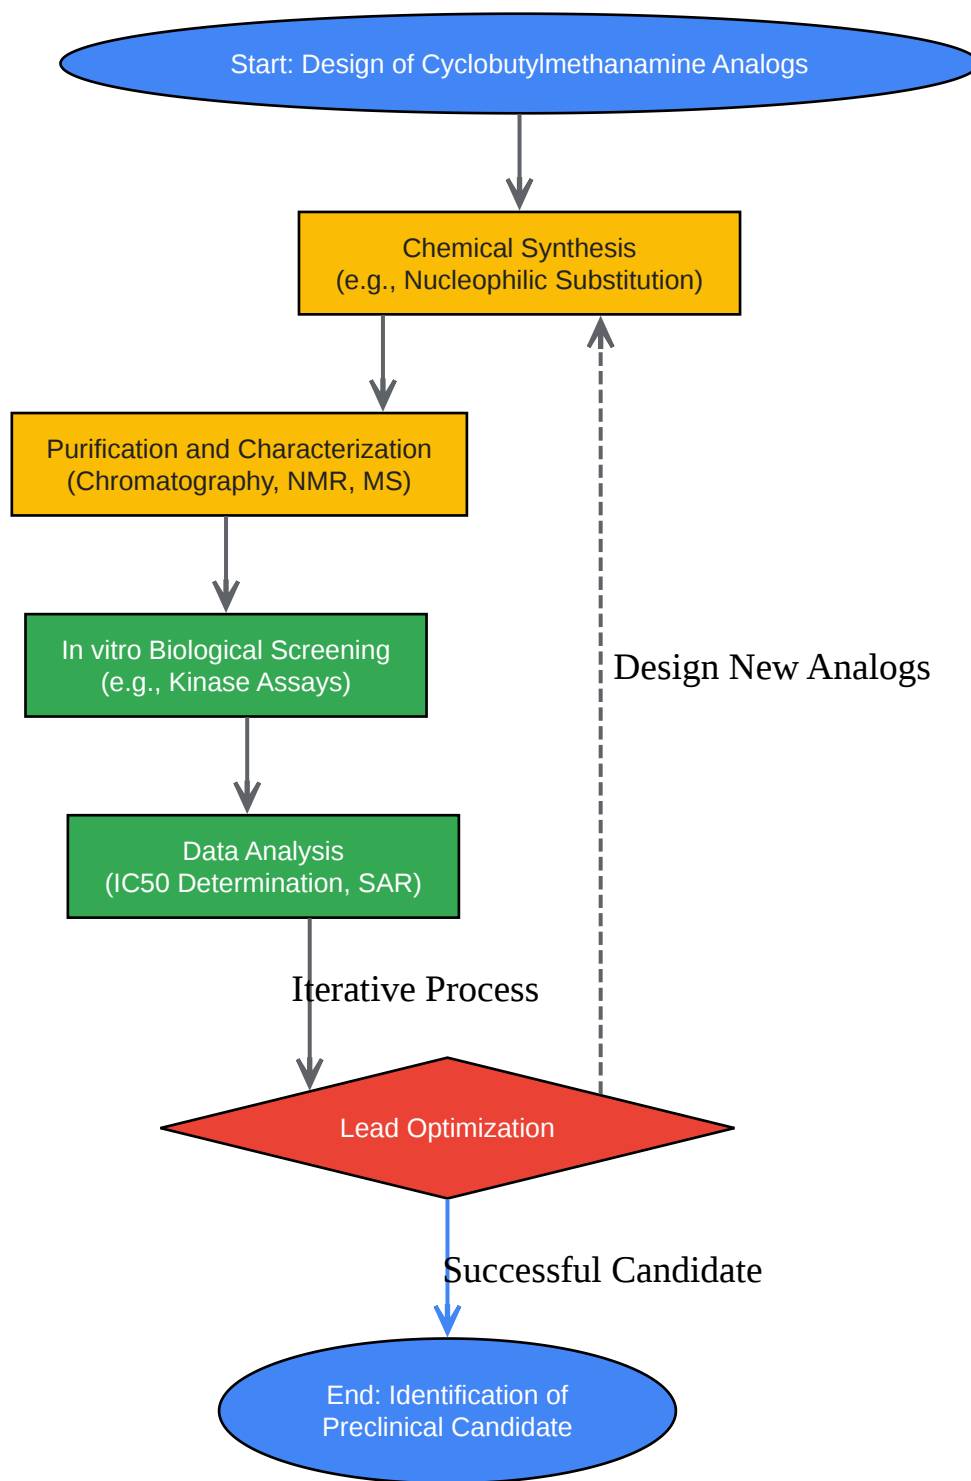 Start: Design of Cyclobutylmethanamine Analogs
Chemical Synthesis
(e.g., Nucleophilic Substitution)
Purification and Characterization
(Chromatography, NMR, MS)
In vitro Biological Screening
(e.g., Kinase Assays)
Design New Analogs
Data Analysis
(IC50 Determination, SAR)
Iterative Process
Lead Optimization
Successful Candidate
End: Identification of
Preclinical Candidate